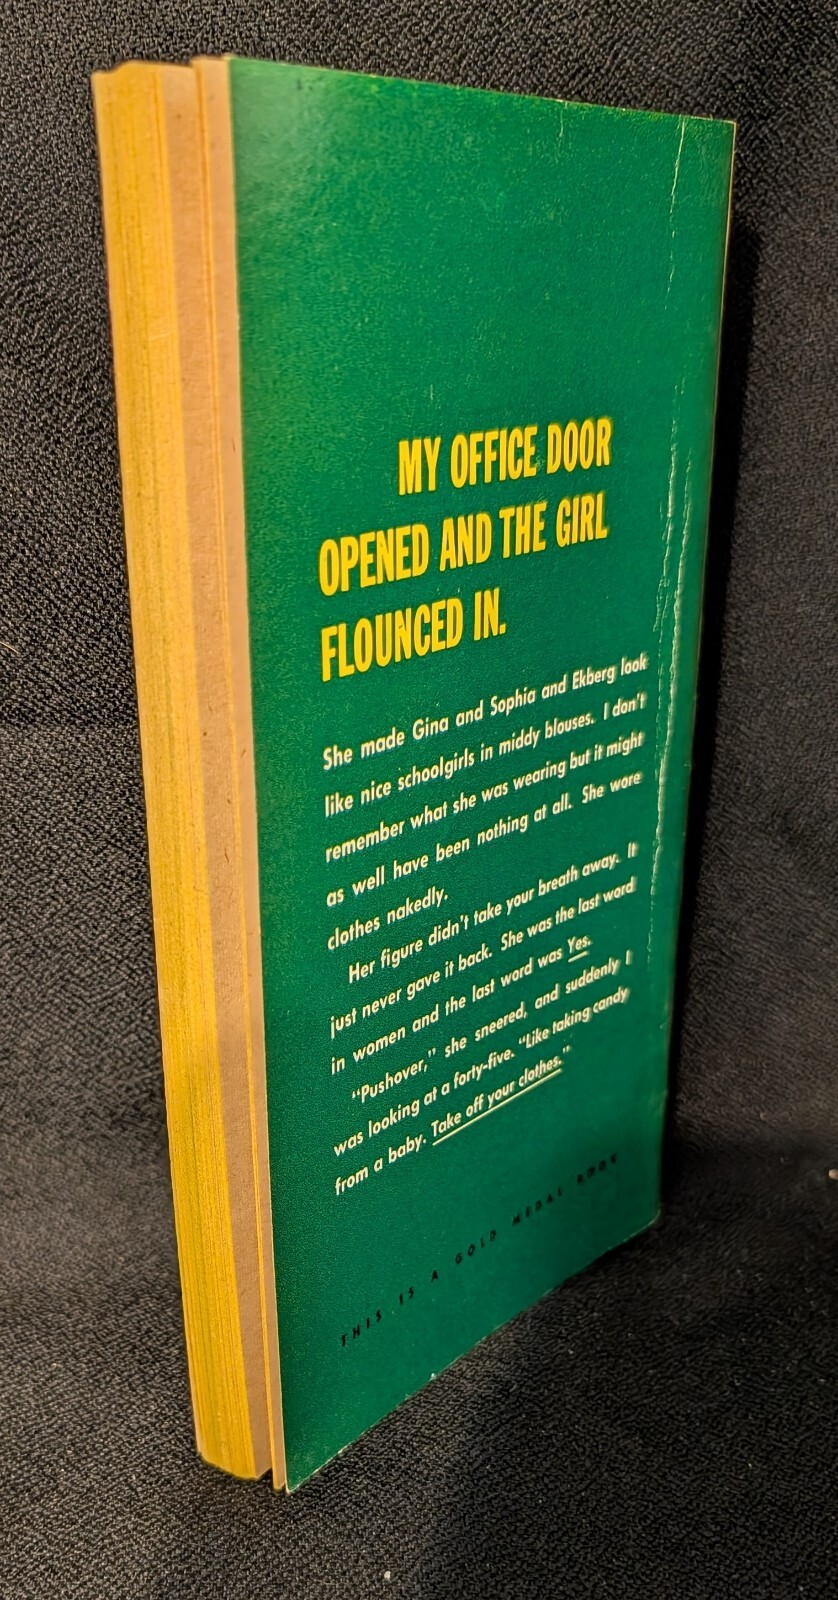 MY OFFICE DOOR
OPENED AND THE GIRL
FLOUNCED IN.
She made Gina and Sophia and Ekberg look
like nice schoolgirls in middy blouses. I don't
remember what she was wearing but it might
as well have been nothing at all. She wore
clothes nakedly.
Her figure didn't take your breath away. It
just never gave it back. She was the last word
in women and the last word was Yes.
"Pushover," she sneered, and suddenly I
was looking at a forty-five. "Like taking candy
from a baby. Take off your clothes."
THIS IS A GOLD MEDAL BOOK